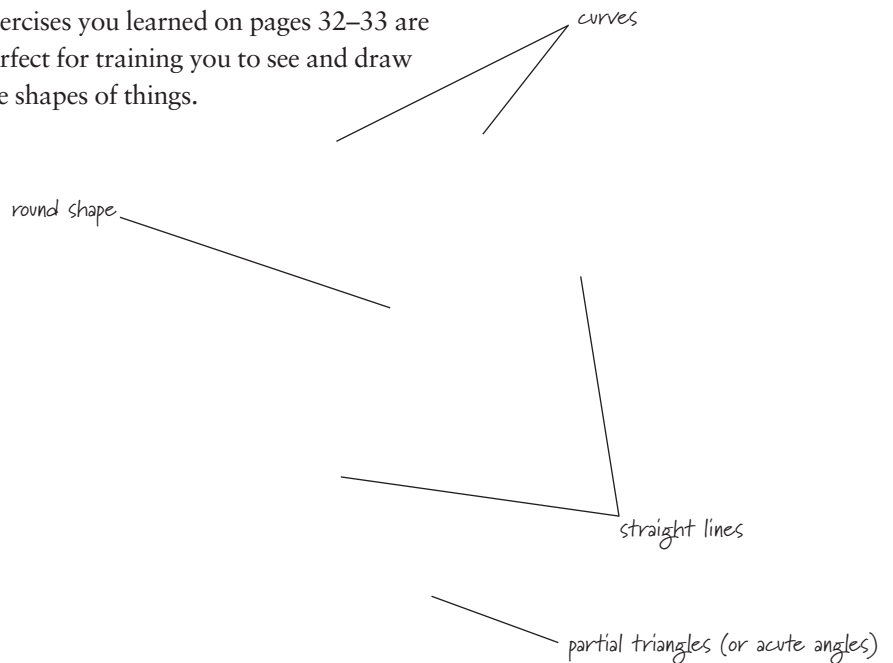 ercises you learned on pages 32–33 are
rfect for training you to see and draw
e shapes of things.
curves
round shape
straight lines
partial triangles (or acute angles)